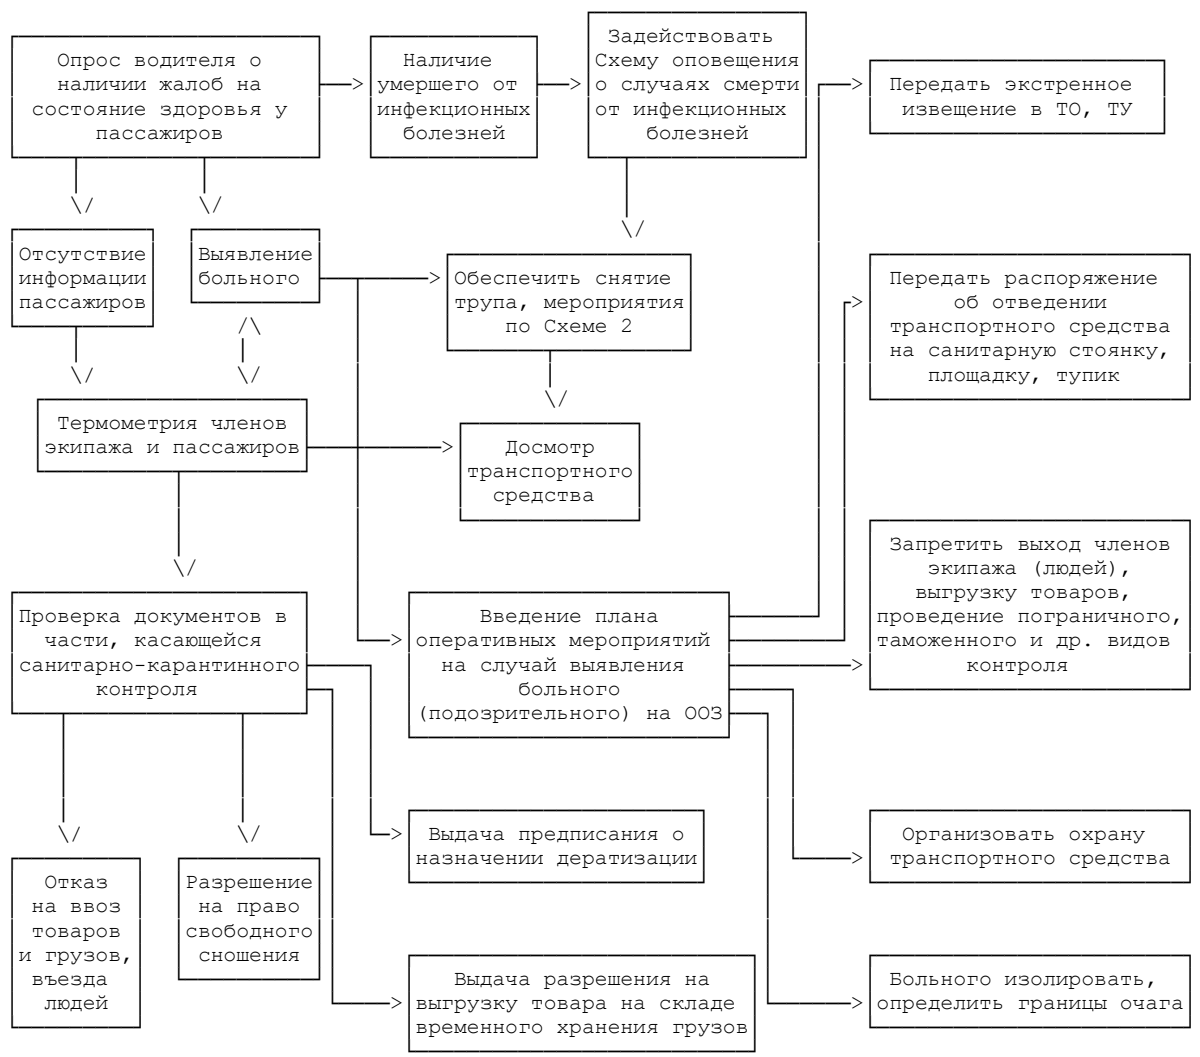 Опрос водителя о
наличии жалоб на
состояние здоровья у
пассажиров
Наличие
умершего от
инфекционных
болезней
Задействовать
Схему оповещения
о случаях смерти
от инфекционных
болезней
Передать экстренное
извещение в ТО, ТУ
Отсутствие
информации
пассажиров
Выявление
больного
Обеспечить снятие
трупа, мероприятия
по Схеме 2
Передать распоряжение
об отведении
транспортного средства
на санитарную стоянку,
площадку, тупик
Термометрия членов
экипажа и пассажиров
Досмотр
транспортного
средства
Запретить выход членов
экипажа (людей),
выгрузку товаров,
проведение пограничного,
таможенного и др. видов
контроля
Проверка документов в
части, касающейся
санитарно-карантинного
контроля
Введение плана
оперативных мероприятий
на случай выявления
больного
(подозрительного) на ООЗ
Выдача предписания о
назначении дератизации
Организовать охрану
транспортного средства
Отказ
на ввоз
товаров
и грузов,
въезда
людей
Разрешение
на право
свободного
сношения
Выдача разрешения на
выгрузку товара на складе
временного хранения грузов
Больного изолировать,
определить границы очага